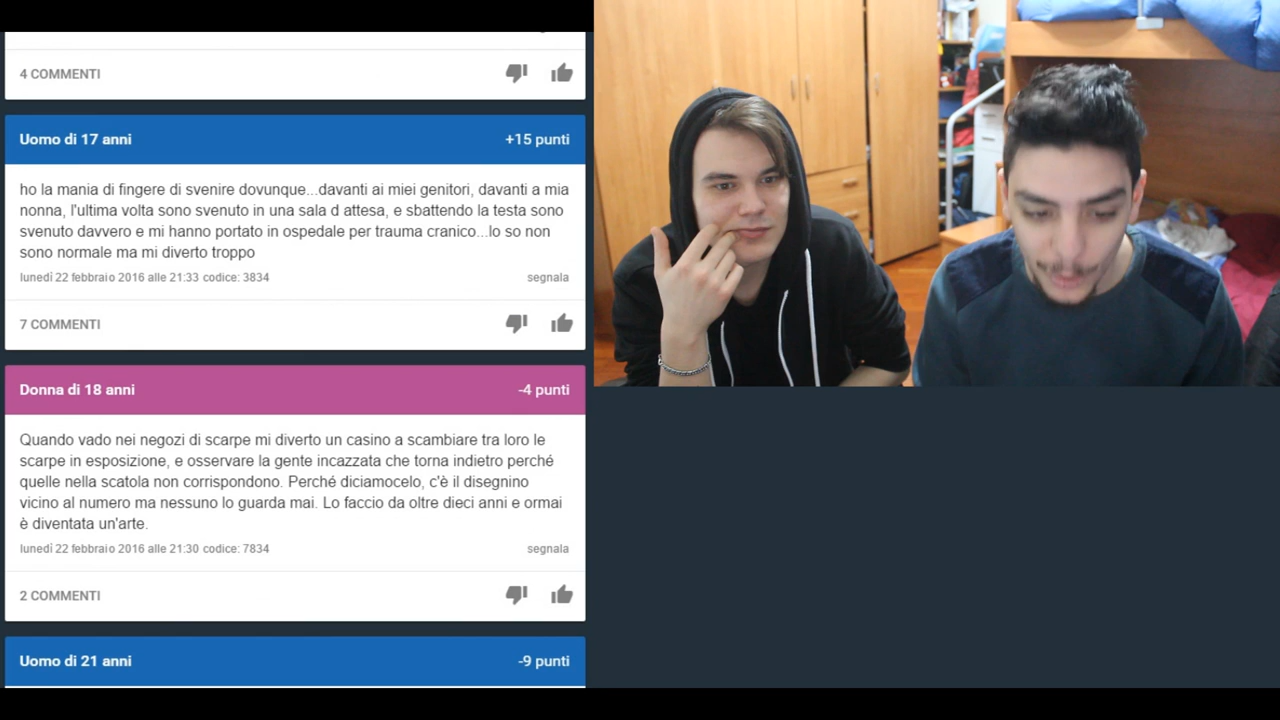 4 COMMENTI
Uomo di 17 anni
+15 punti
ho la mania di fingere di svenire dovunque...davanti ai miei genitori, davanti a mia
nonna, l'ultima volta sono svenuto in una sala d attesa, e sbattendo la testa sono
svenuto davvero e mi hanno portato in ospedale per trauma cranico...lo so non
sono normale ma mi diverto troppo
lunedì 22 febbraio 2016 alle 21:33 codice: 3834
segnala
7 COMMENTI
Donna di 18 anni
-4 punti
Quando vado nei negozi di scarpe mi diverto un casino a scambiare tra loro le
scarpe in esposizione, e osservare la gente incazzata che torna indietro perché
quelle nella scatola non corrispondono. Perché diciamocelo, c'è il disegnino
vicino al numero ma nessuno lo guarda mai. Lo faccio da oltre dieci anni e ormai
è diventata un'arte.
lunedì 22 febbraio 2016 alle 21:30 codice: 7834
segnala
2 COMMENTI
Uomo di 21 anni
-9 punti